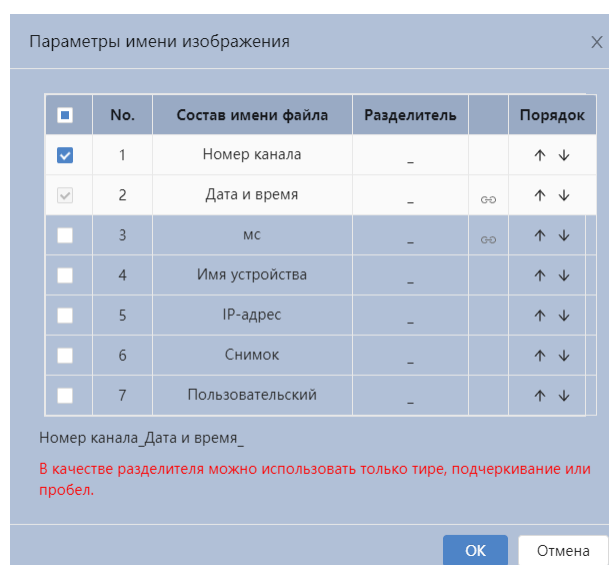 Параметры имени изображения X
No. Состав имени файла Разделитель Порядок
1 Номер канала _
2 Дата и время _
3 мс _
4 Имя устройства _
5 IP-адрес _
6 Снимок _
7 Пользовательский _
Номер канала_Дата и время_
В качестве разделителя можно использовать только тире, подчеркивание или
пробел.
OK Отмена